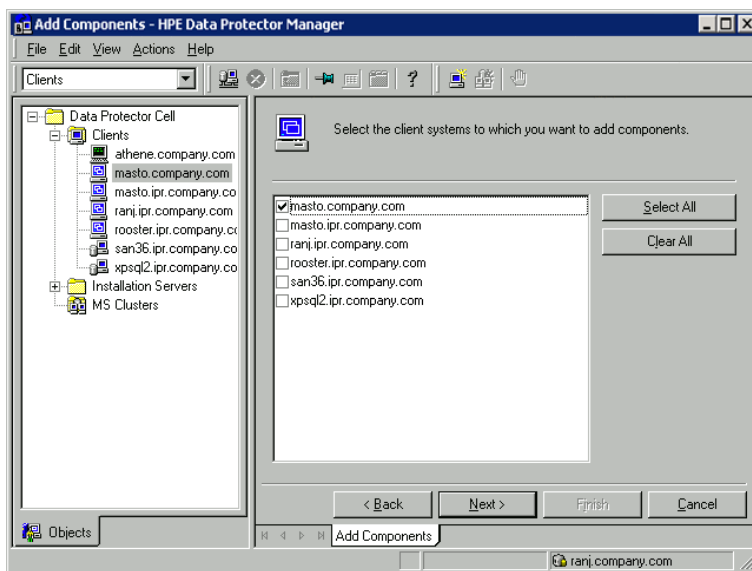 Add Components - HPE Data Protector Manager
File Edit View Actions Help
Clients
Data Protector Cell
Clients
athene.company.com
masto.company.com
masto.ipr.company.co
ranj.ipr.company.com
rooster.ipr.company.co
san36.ipr.company.co
xpsql2.ipr.company.co
Installation Servers
MS Clusters
Objects
Select the client systems to which you want to add components.
masto.company.com
masto.ipr.company.com
ranj.ipr.company.com
rooster.ipr.company.com
san36.ipr.company.com
xpsql2.ipr.company.com
Select All
Clear All
< Back Next > Finish Cancel
Add Components
ranj.company.com